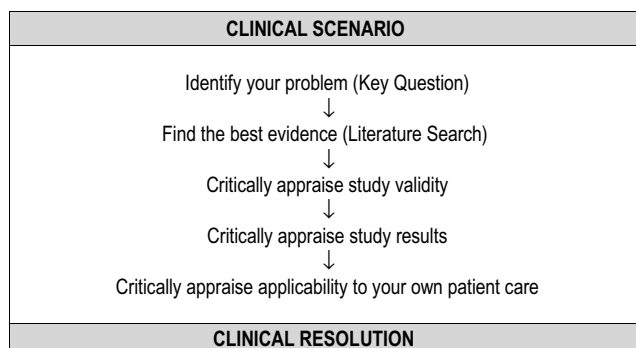 CLINICAL SCENARIO
Identify your problem (Key Question)
↓
Find the best evidence (Literature Search)
↓
Critically appraise study validity
↓
Critically appraise study results
↓
Critically appraise applicability to your own patient care
CLINICAL RESOLUTION